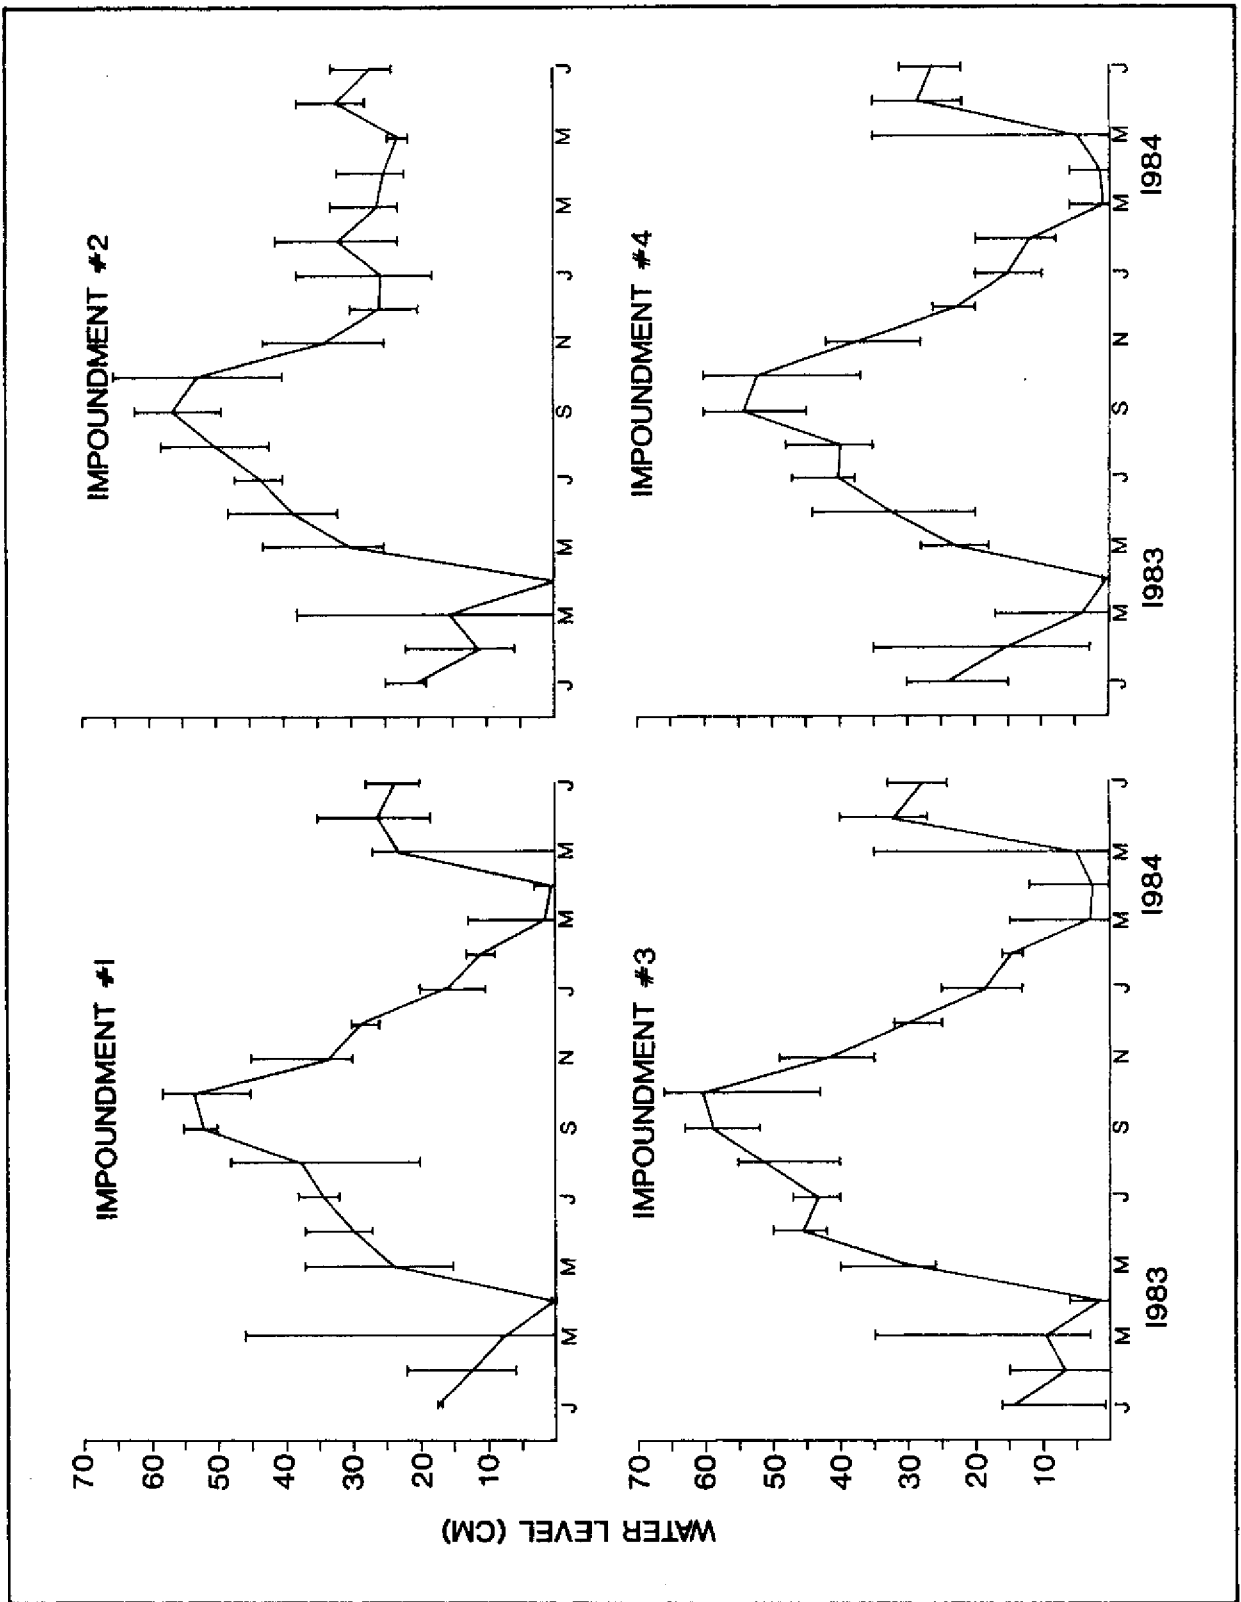 IMPOUNDMENT #1
IMPOUNDMENT #2
70
60
50
40
30
20
10
J M M J S N J M M J
J M M J S N J M M J
WATER LEVEL (CM)
IMPOUNDMENT #3
IMPOUNDMENT #4
70
60
50
40
30
20
10
J M M J S N J M M J
J M M J S N J M M J
1983 1984
1983 1984